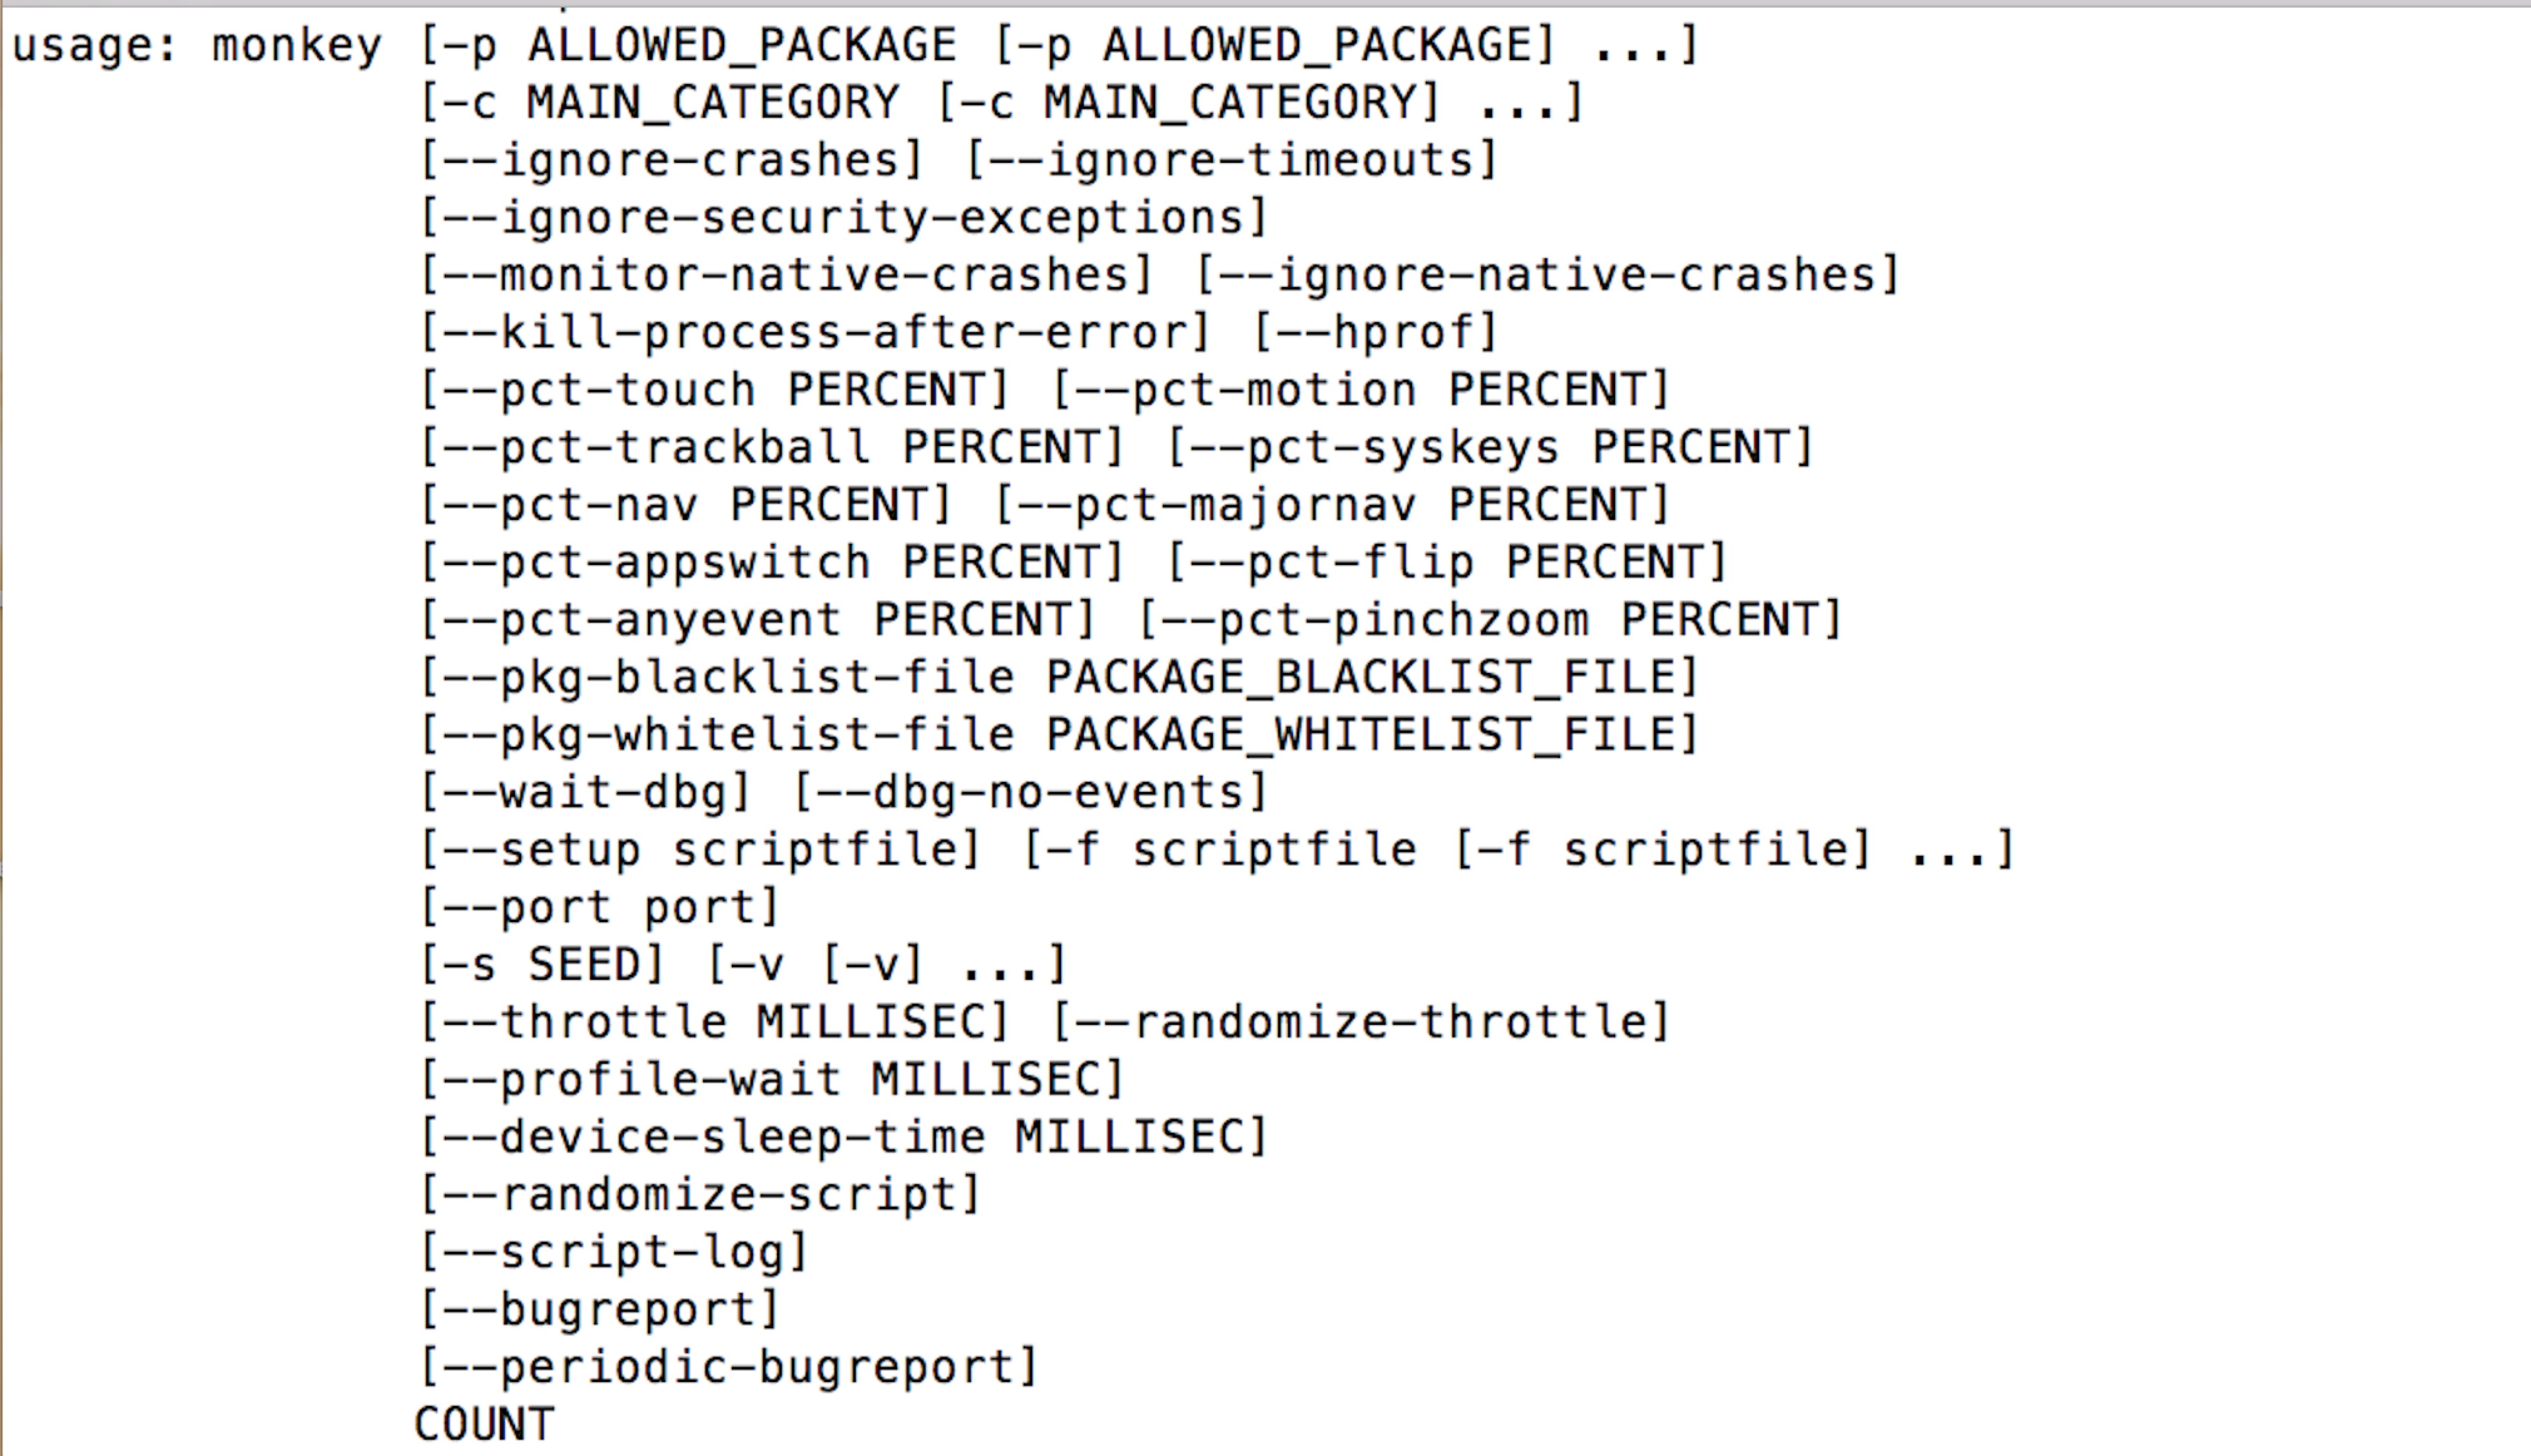 usage: monkey [-p ALLOWED_PACKAGE [-p ALLOWED_PACKAGE] ...]
[-c MAIN_CATEGORY [-c MAIN_CATEGORY] ...]
[--ignore-crashes] [--ignore-timeouts]
[--ignore-security-exceptions]
[--monitor-native-crashes] [--ignore-native-crashes]
[--kill-process-after-error] [--hprof]
[--pct-touch PERCENT] [--pct-motion PERCENT]
[--pct-trackball PERCENT] [--pct-syskeys PERCENT]
[--pct-nav PERCENT] [--pct-majornav PERCENT]
[--pct-appswitch PERCENT] [--pct-flip PERCENT]
[--pct-anyevent PERCENT] [--pct-pinchzoom PERCENT]
[--pkg-blacklist-file PACKAGE_BLACKLIST_FILE]
[--pkg-whitelist-file PACKAGE_WHITELIST_FILE]
[--wait-dbg] [--dbg-no-events]
[--setup scriptfile] [-f scriptfile [-f scriptfile] ...]
[--port port]
[-s SEED] [-v [-v] ...]
[--throttle MILLISEC] [--randomize-throttle]
[--profile-wait MILLISEC]
[--device-sleep-time MILLISEC]
[--randomize-script]
[--script-log]
[--bugreport]
[--periodic-bugreport]
COUNT